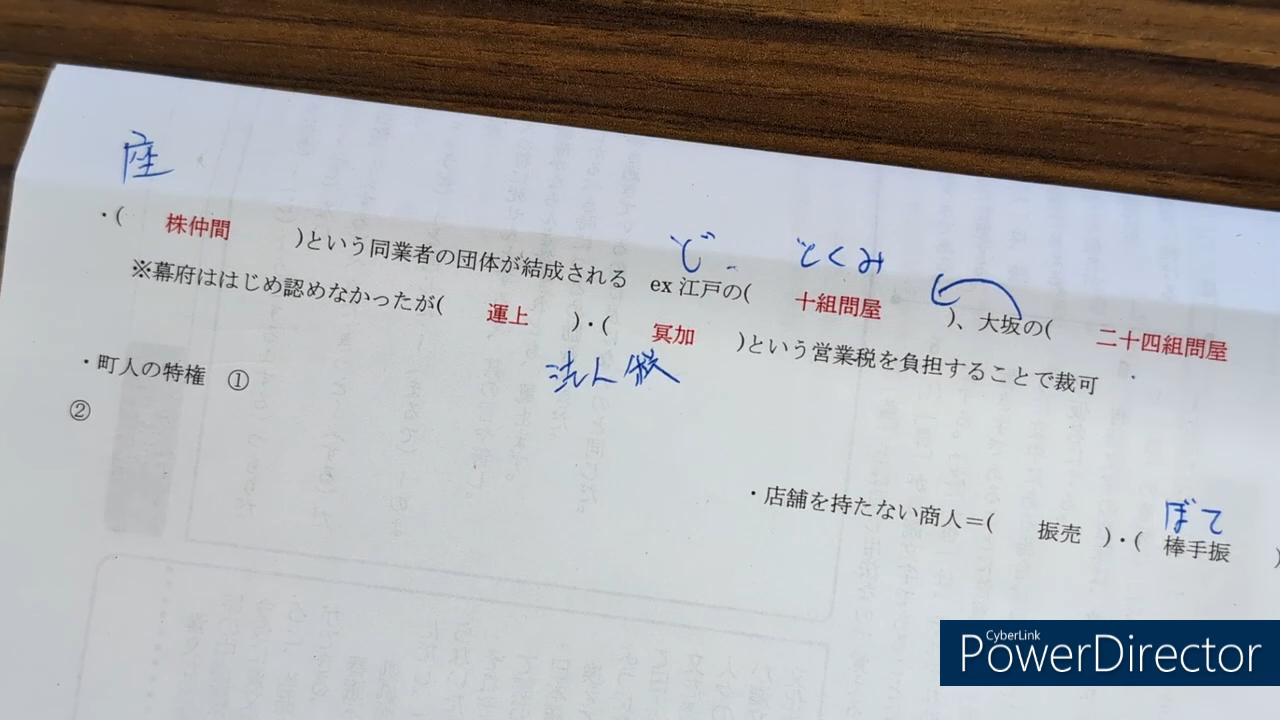 座
ど とくみ
・( 株仲間 )という同業者の団体が結成される ex 江戸の( 十組問屋 )、大坂の( 二十四組問屋
※幕府ははじめ認めなかったが( 運上 )・( 冥加 )という営業税を負担することで裁可
法人税
・町人の特権 ①
②
ぼて
・店舗を持たない商人＝( 振売 )・( 棒手振 )
CyberLink
PowerDirector